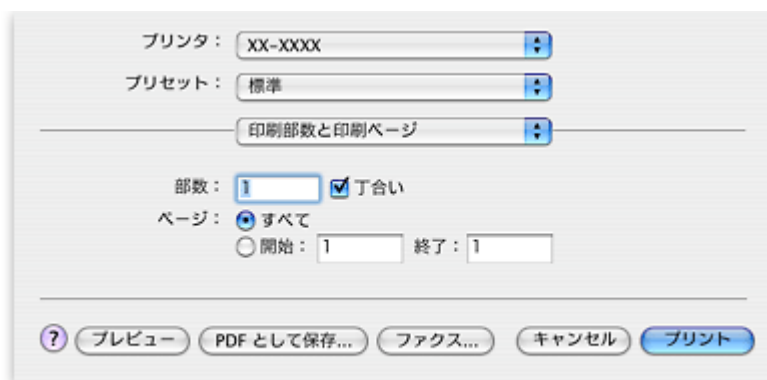 プリンタ： XX-XXXX
プリセット： 標準
印刷部数と印刷ページ
部数： 1 丁合い
ページ： すべて
開始： 1 終了： 1
? プレビュー PDF として保存... ファクス... キャンセル プリント